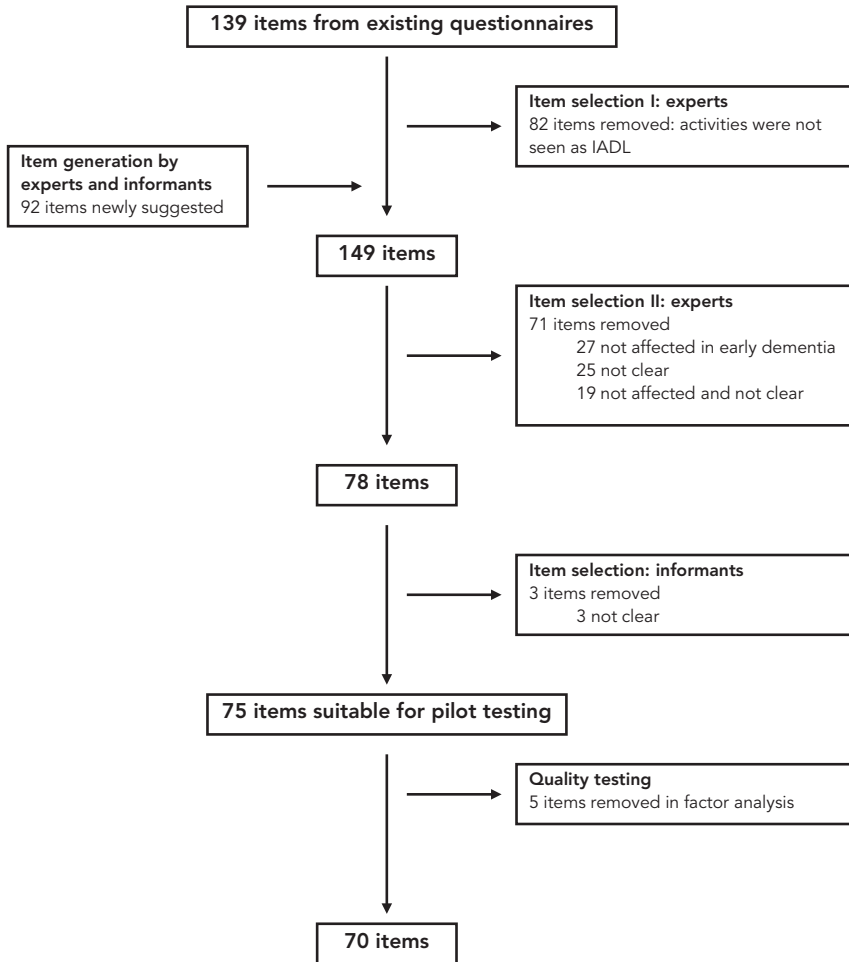 139 items from existing questionnaires
Item selection I: experts
82 items removed: activities were not
seen as IADL
Item generation by
experts and informants
92 items newly suggested
149 items
Item selection II: experts
71 items removed
27 not affected in early dementia
25 not clear
19 not affected and not clear
78 items
Item selection: informants
3 items removed
3 not clear
75 items suitable for pilot testing
Quality testing
5 items removed in factor analysis
70 items